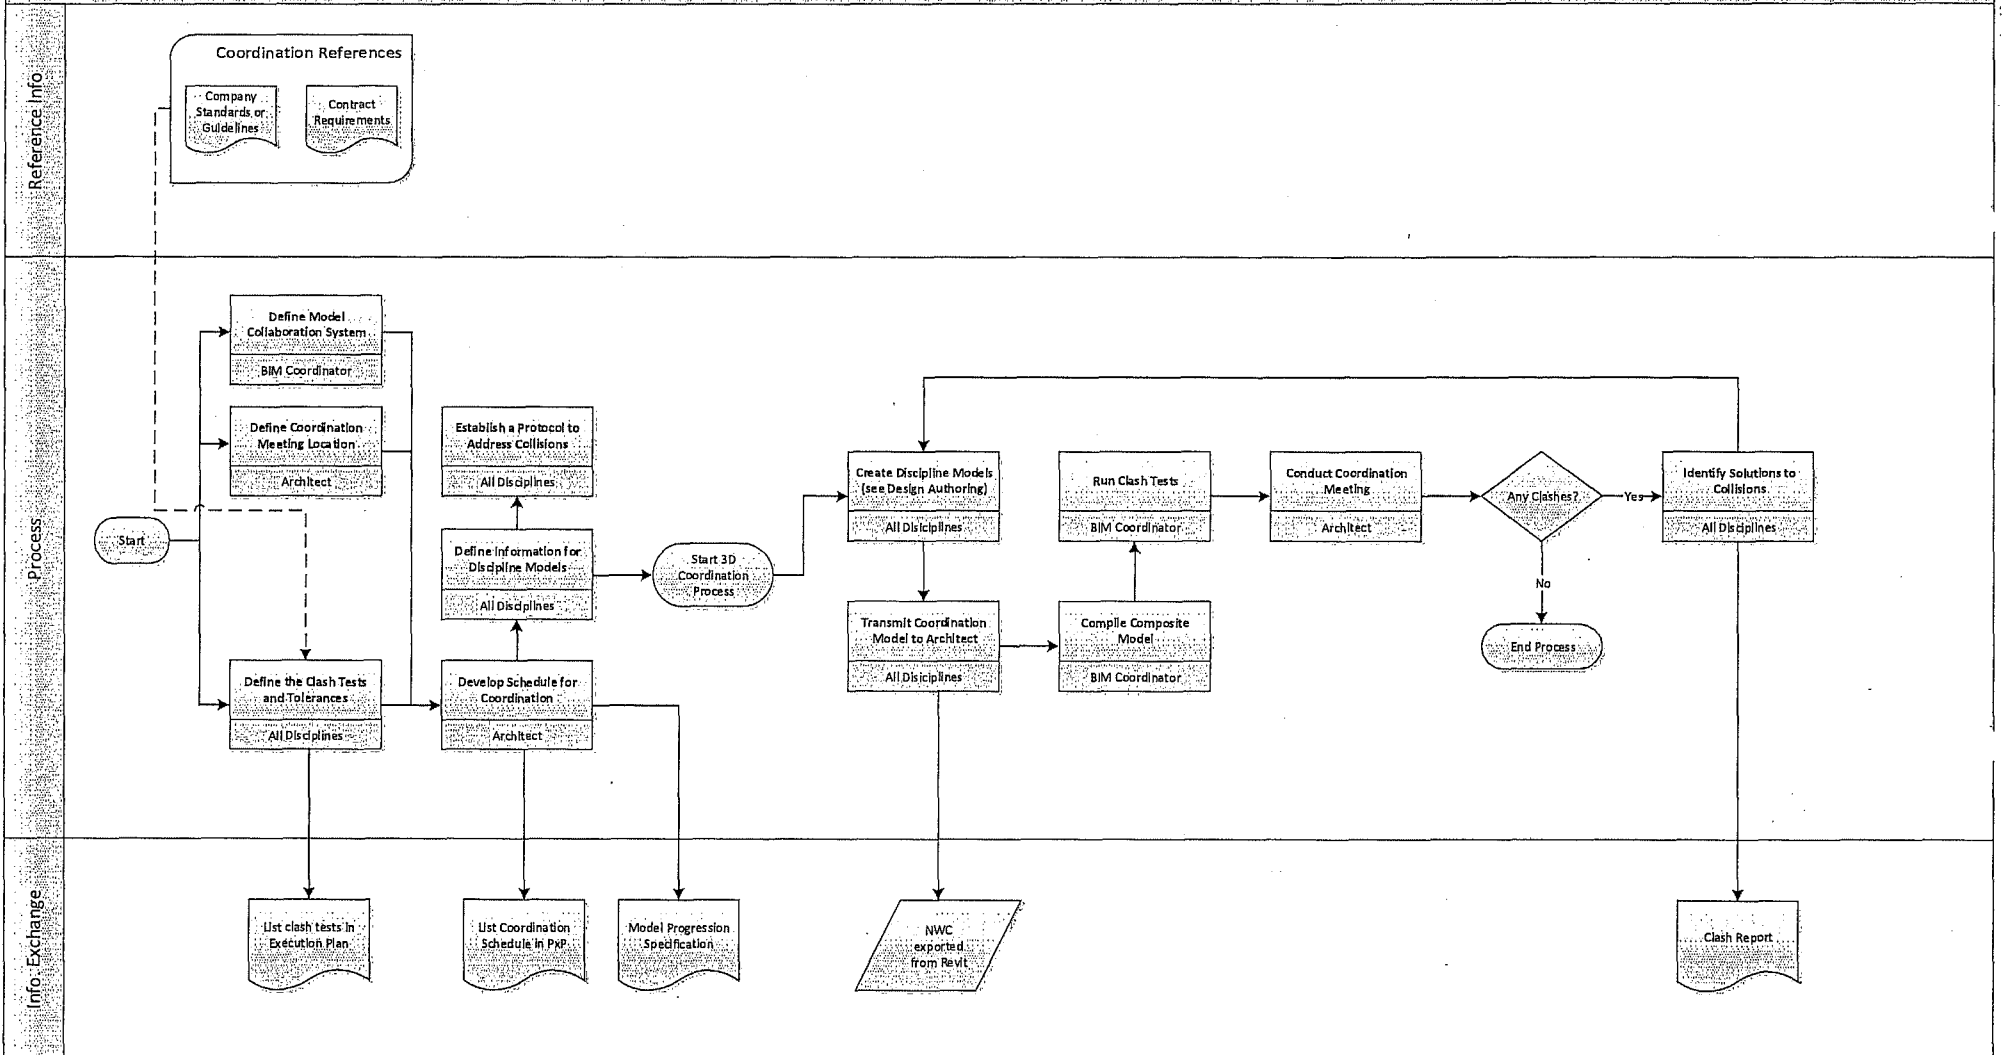 Reference Info.
Coordination References
Company
Standards or
Guidelines
Contract
Requirements
Process
Start
Define Model
Collaboration System
BIM Coordinator
Define Coordination
Meeting Location
Architect
Define the Clash Tests
and Tolerances
All Disciplines
Establish a Protocol to
Address Collisions
All Disciplines
Define Information for
Discipline Models
All Disciplines
Develop Schedule for
Coordination
Architect
Start 3D
Coordination
Process
Create Discipline Models
(see Design Authoring)
All Disiciplines
Transmit Coordination
Model to Architect
All Disiciplines
Run Clash Tests
BIM Coordinator
Compile Composite
Model
BIM Coordinator
Conduct Coordination
Meeting
Architect
Any Clashes?
Yes
No
End Process
Identify Solutions to
Collisions
All Disciplines
Info. Exchange
List clash tests in
Execution Plan
List Coordination
Schedule in PxP
Model Progression
Specification
NWC
exported
from Revit
Clash Report